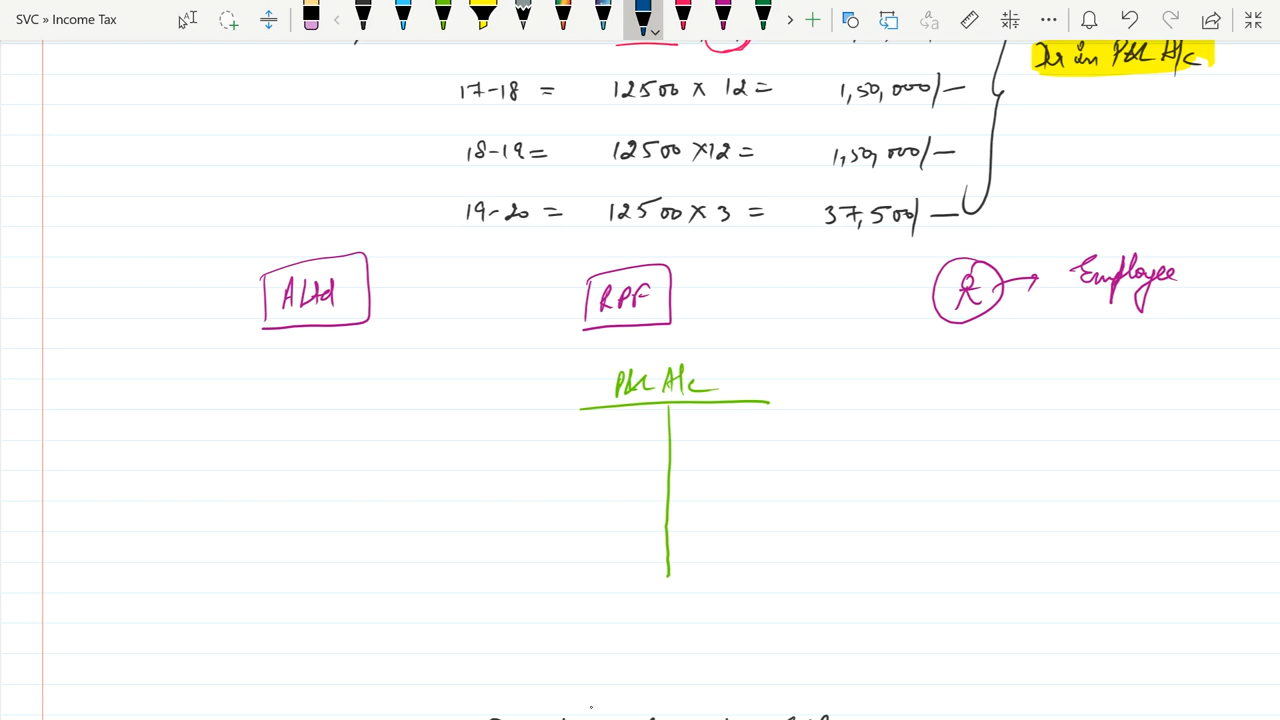 SVC » Income Tax
Dr in P&L A/c
17-18 = 12500 × 12 = 1,50,000/-
18-19 = 12500 × 12 = 1,50,000/-
19-20 = 12500 × 3 = 37,500/-
A Ltd RPF R → Employee
P&L A/c